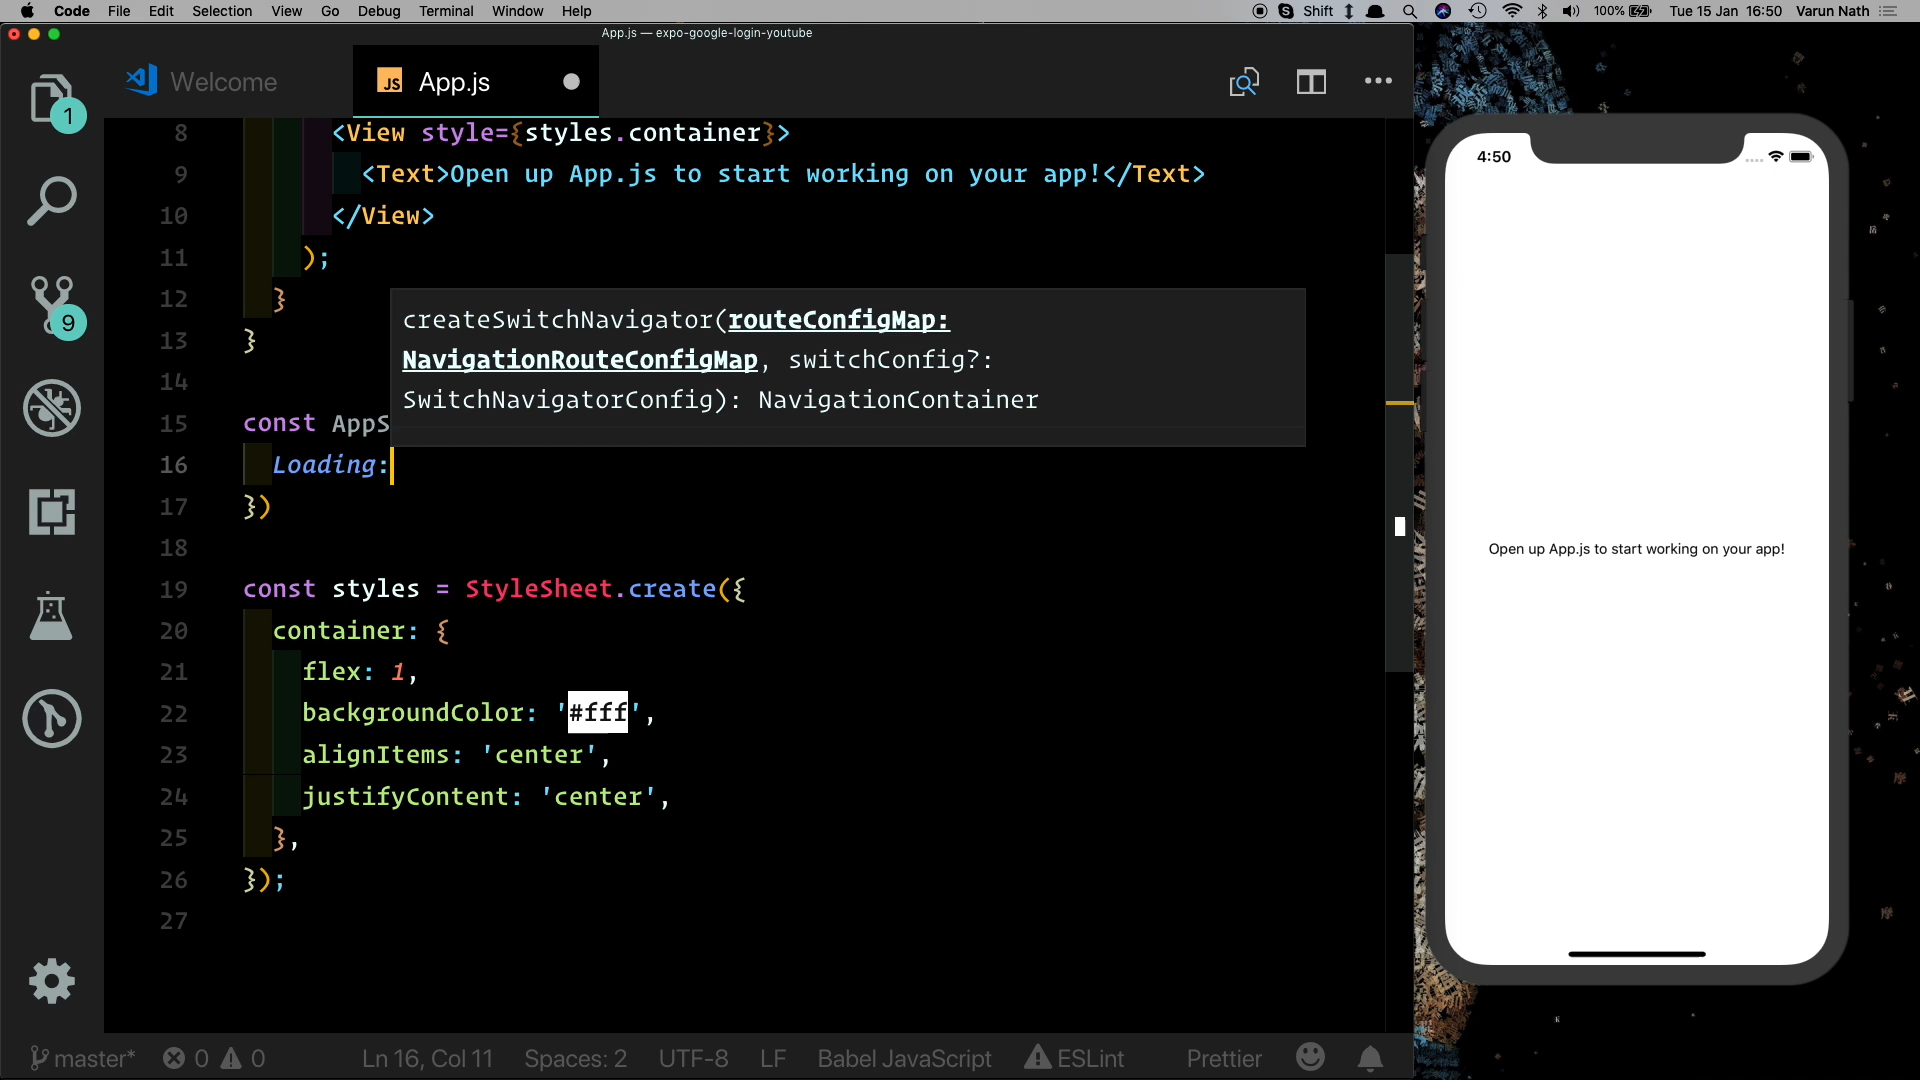 Code File Edit Selection View Go Debug Terminal Window Help Shift 100% Tue 15 Jan 16:50 Varun Nath
App.js — expo-google-login-youtube
Welcome
JS App.js
1
9
8 <View style={styles.container}>
9 <Text>Open up App.js to start working on your app!</Text>
10 </View>
11 );
12 }
13 }
14
createSwitchNavigator(routeConfigMap:
NavigationRouteConfigMap, switchConfig?:
SwitchNavigatorConfig): NavigationContainer
15 const AppS
16 Loading:
17 })
18
19 const styles = StyleSheet.create({
20 container: {
21 flex: 1,
22 backgroundColor: '#fff',
23 alignItems: 'center',
24 justifyContent: 'center',
25 },
26 });
27
master* 0 0 Ln 16, Col 11 Spaces: 2 UTF-8 LF Babel JavaScript ESLint Prettier
4:50
Open up App.js to start working on your app!